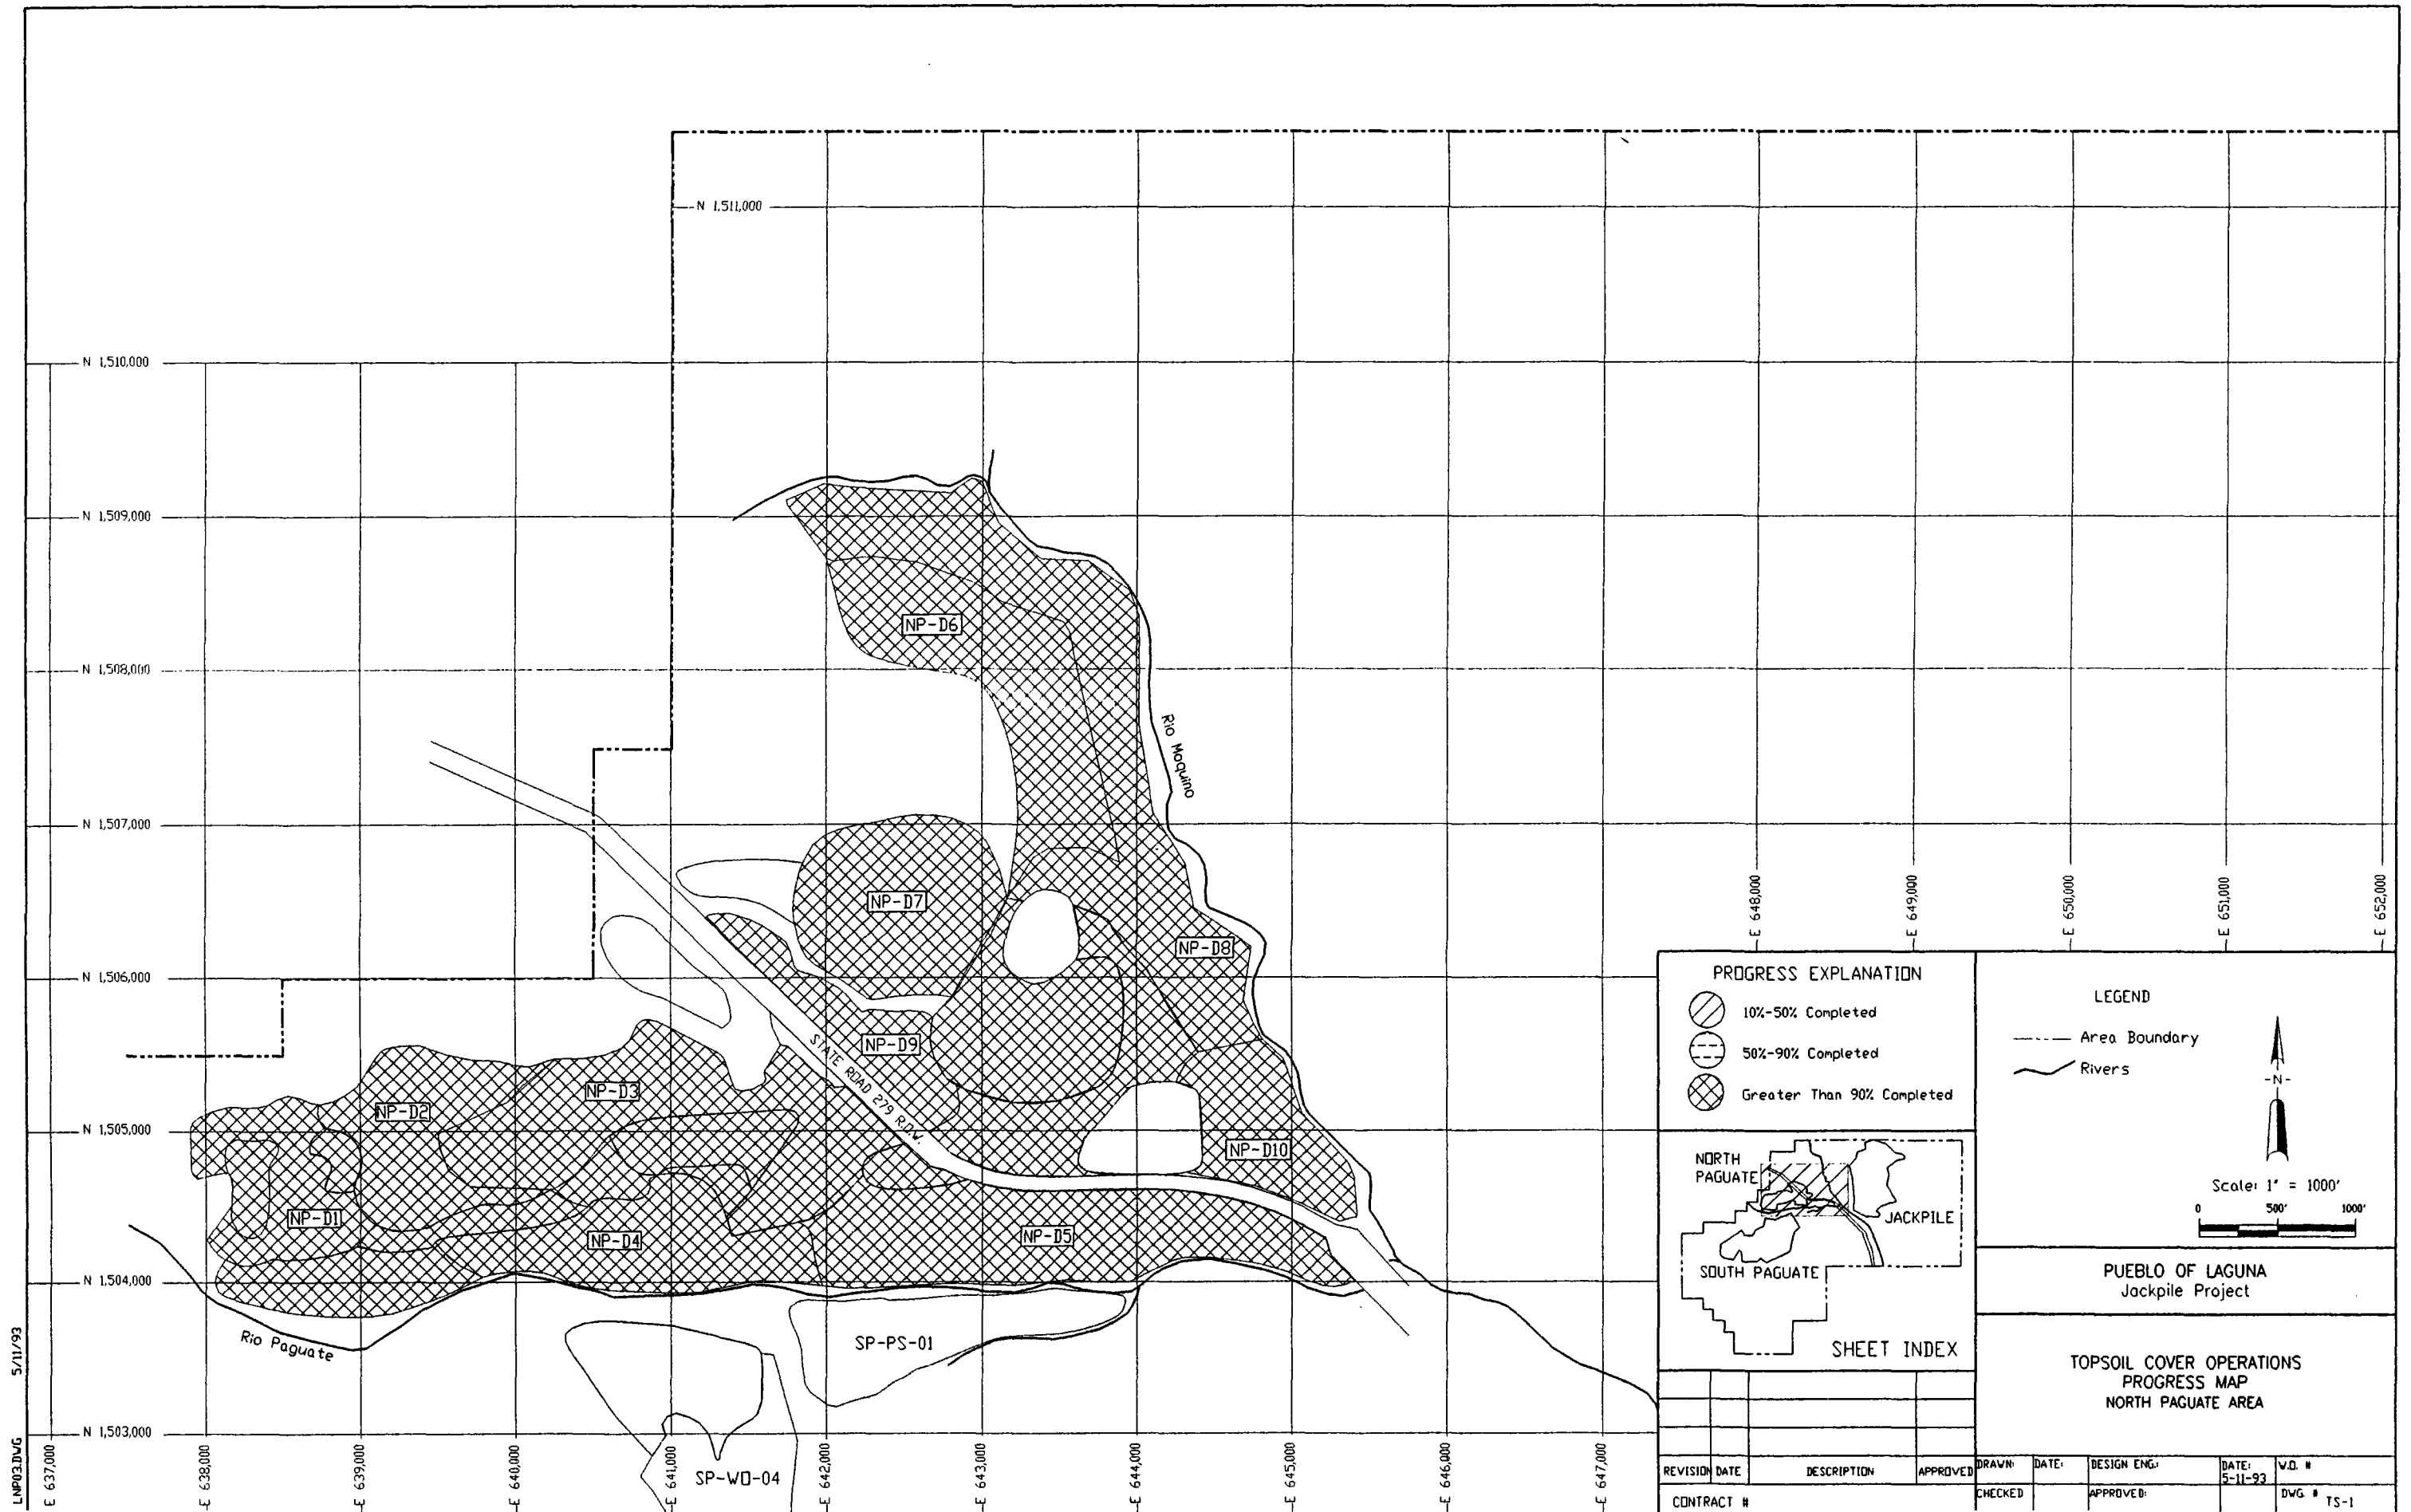 N 1,511,000
N 1,510,000
N 1,509,000
N 1,508,000
N 1,507,000
N 1,506,000
N 1,505,000
N 1,504,000
N 1,503,000
NP-D6
Rio Moquino
NP-D7
NP-D8
NP-D9
STATE ROAD 279 R.O.W.
NP-D3
NP-D2
NP-D10
NP-D1
NP-D4
NP-D5
Rio Paguate
SP-PS-01
SP-WD-04
E 637,000
E 638,000
E 639,000
E 640,000
E 641,000
E 642,000
E 643,000
E 644,000
E 645,000
E 646,000
E 647,000
E 648,000
E 649,000
E 650,000
E 651,000
E 652,000
LNP03.DWG 5/11/93
PROGRESS EXPLANATION
10%-50% Completed
50%-90% Completed
Greater Than 90% Completed
LEGEND
Area Boundary
Rivers
-N-
Scale: 1" = 1000'
0 500' 1000'
NORTH
PAGUATE
JACKPILE
SOUTH PAGUATE
SHEET INDEX
PUEBLO OF LAGUNA
Jackpile Project
TOPSOIL COVER OPERATIONS
PROGRESS MAP
NORTH PAGUATE AREA
REVISION DATE DESCRIPTION APPROVED
CONTRACT #
DRAWN: DATE: DESIGN ENG.: DATE: W.O. #
5-11-93
CHECKED APPROVED: DWG. # TS-1